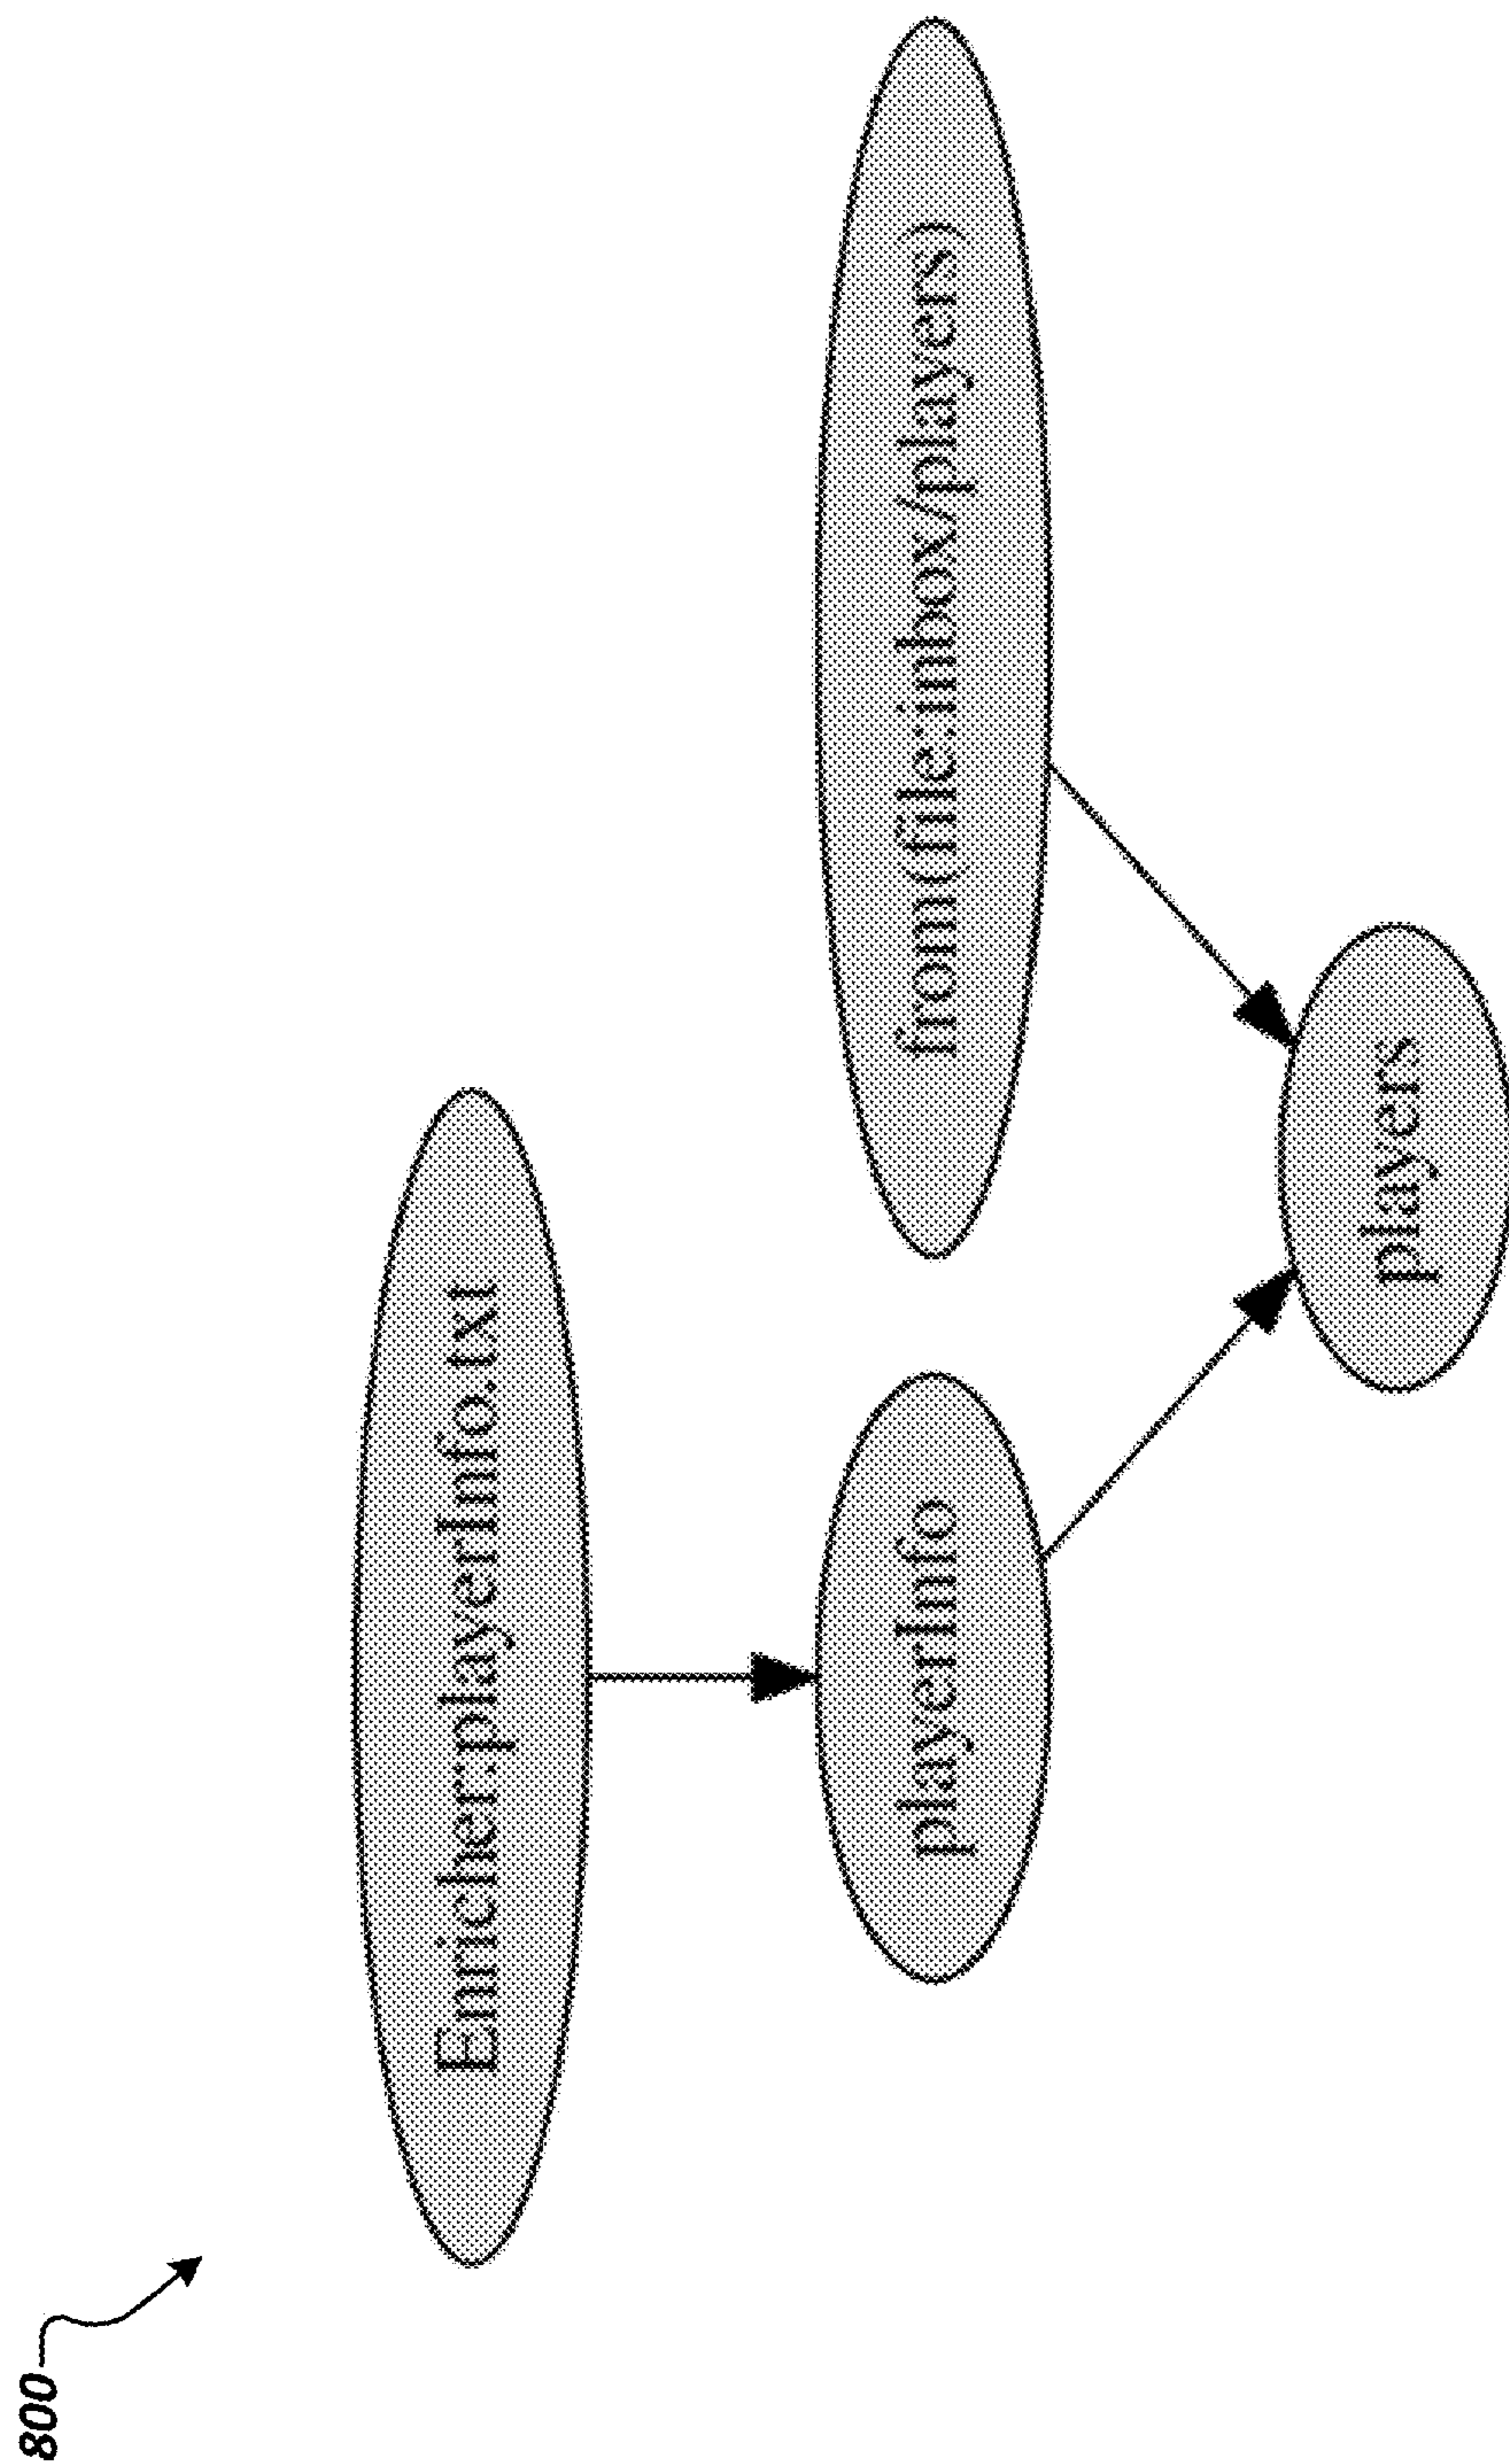 800
Enricher:playerInfo.txt
playerInfo
from(file:inbox/players)
players